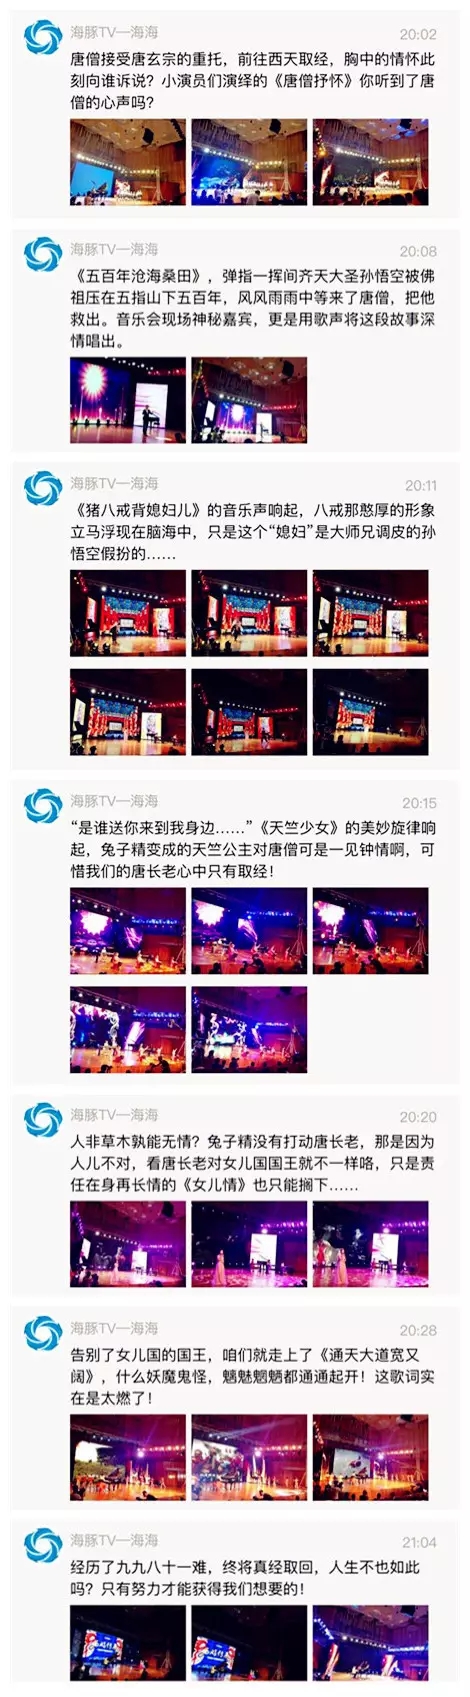 海豚TV—海海
20:02
唐僧接受唐玄宗的重托，前往西天取经，胸中的情怀此
刻向谁诉说？小演员们演绎的《唐僧抒怀》你听到了唐
僧的心声吗？
海豚TV—海海
20:08
《五百年沧海桑田》，弹指一挥间齐天大圣孙悟空被佛
祖压在五指山下五百年，风风雨雨中等来了唐僧，把他
救出。音乐会现场神秘嘉宾，更是用歌声将这段故事深
情唱出。
海豚TV—海海
20:11
《猪八戒背媳妇儿》的音乐声响起，八戒那憨厚的形象
立马浮现在脑海中，只是这个“媳妇”是大师兄调皮的孙
悟空假扮的……
海豚TV—海海
20:15
“是谁送你来到我身边……”《天竺少女》的美妙旋律响
起，兔子精变成的天竺公主对唐僧可是一见钟情啊，可
惜我们的唐长老心中只有取经！
海豚TV—海海
20:20
人非草木孰能无情？兔子精没有打动唐长老，那是因为
人儿不对，看唐长老对女儿国国王就不一样咯，只是责
任在身再长情的《女儿情》也只能搁下……
海豚TV—海海
20:28
告别了女儿国的国王，咱们就走上了《通天大道宽又
阔》，什么妖魔鬼怪，魑魅魍魉都通通起开！这歌词实
在是太燃了！
海豚TV—海海
21:04
经历了九九八十一难，终将真经取回，人生不也如此
吗？只有努力才能获得我们想要的！